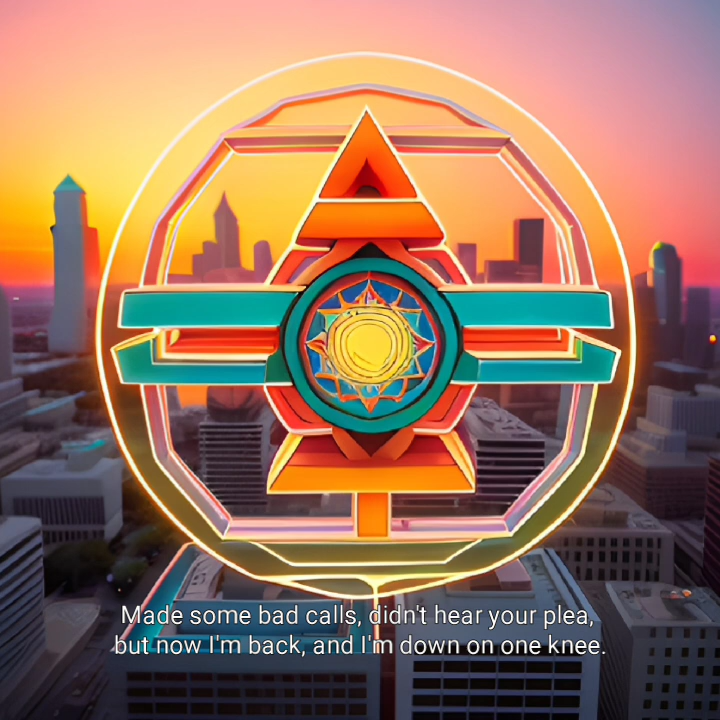 Made some bad calls, didn't hear your plea,
but now I'm back, and I'm down on one knee.